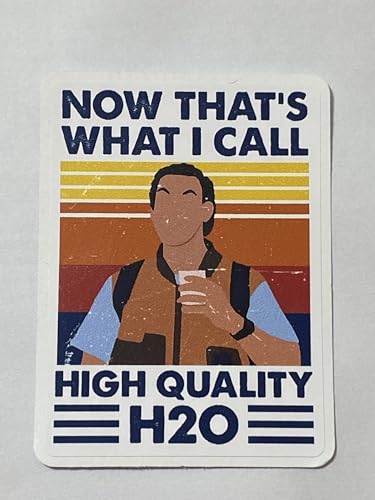 NOW THAT'S
WHAT I CALL
HIGH QUALITY
H2O